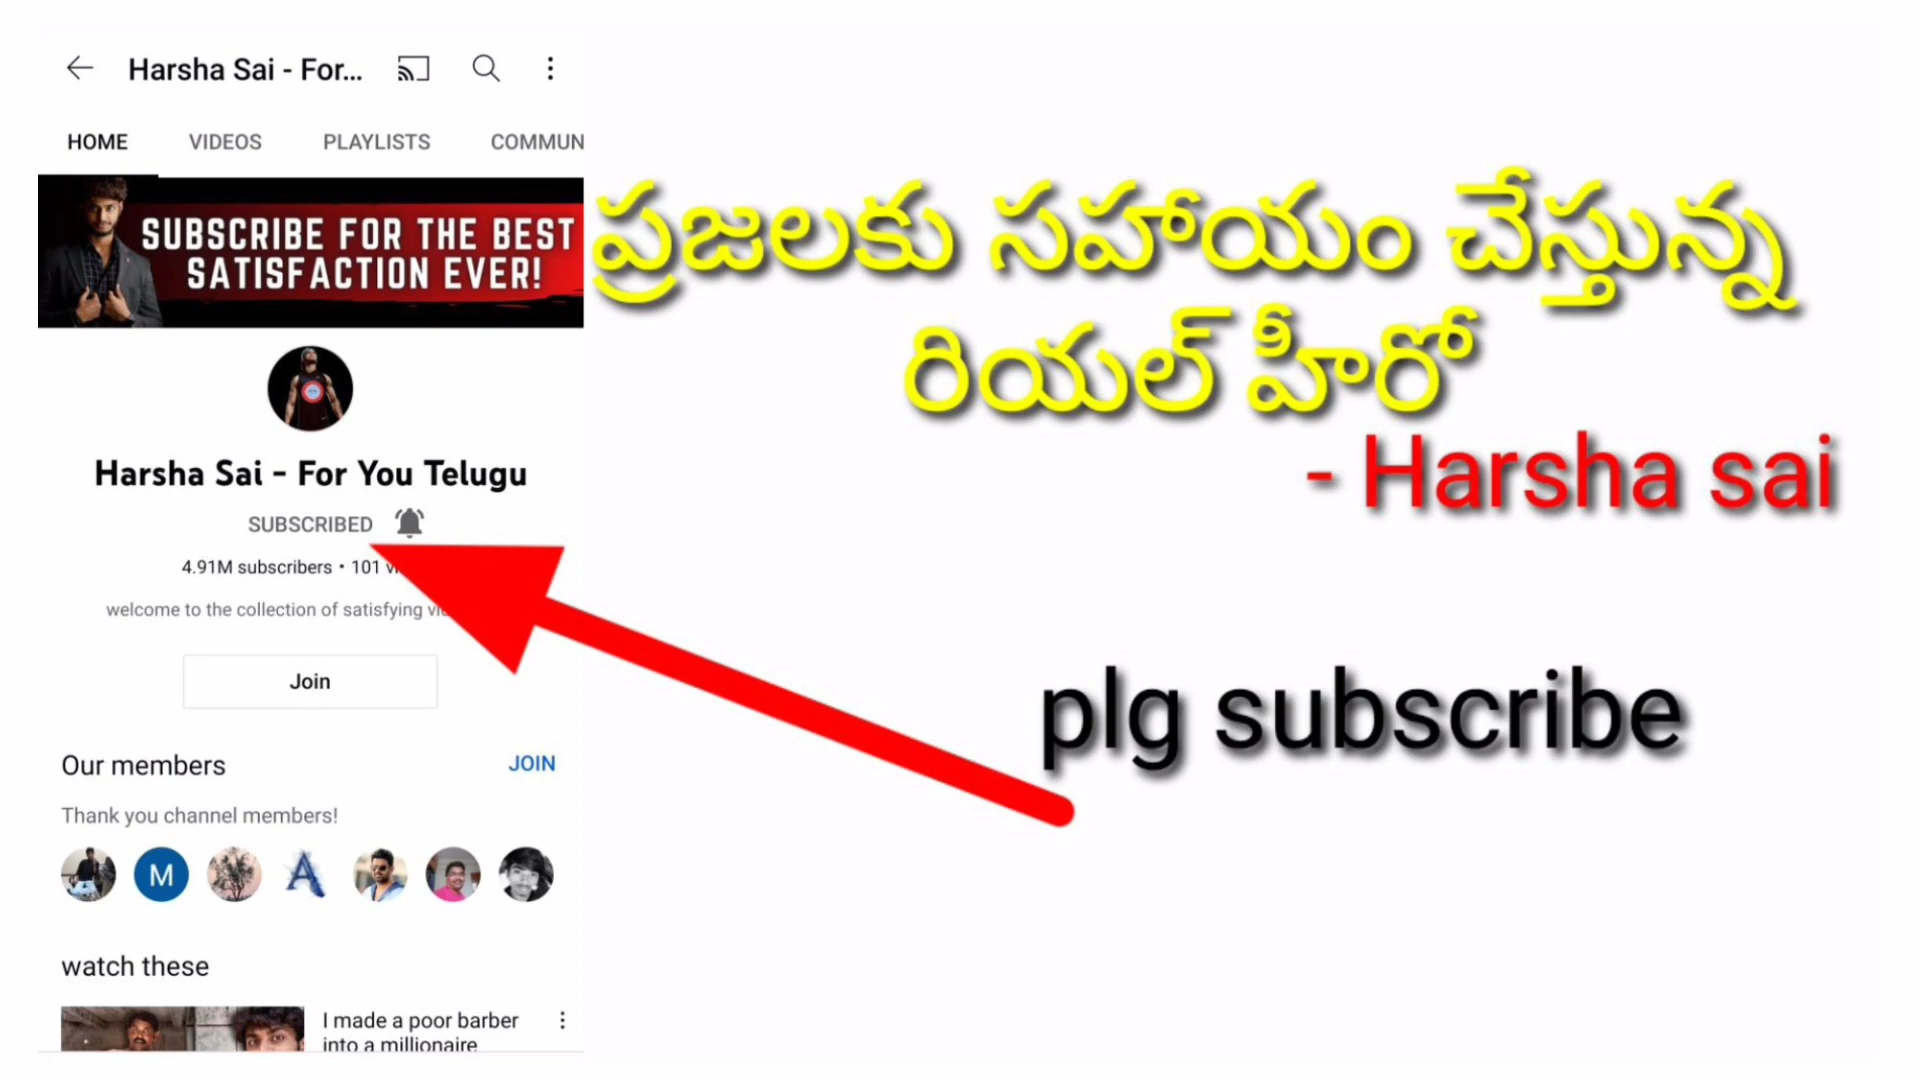 Harsha Sai - For...
HOME VIDEOS PLAYLISTS COMMUN
SUBSCRIBE FOR THE BEST
SATISFACTION EVER!
Harsha Sai - For You Telugu
SUBSCRIBED
4.91M subscribers • 101
welcome to the collection of satisfying
Join
Our members JOIN
Thank you channel members!
M
A
watch these
I made a poor barber
into a millionaire
ప్రజలకు సహాయం చేస్తున్న
రియల్ హీరో
- Harsha sai
plg subscribe